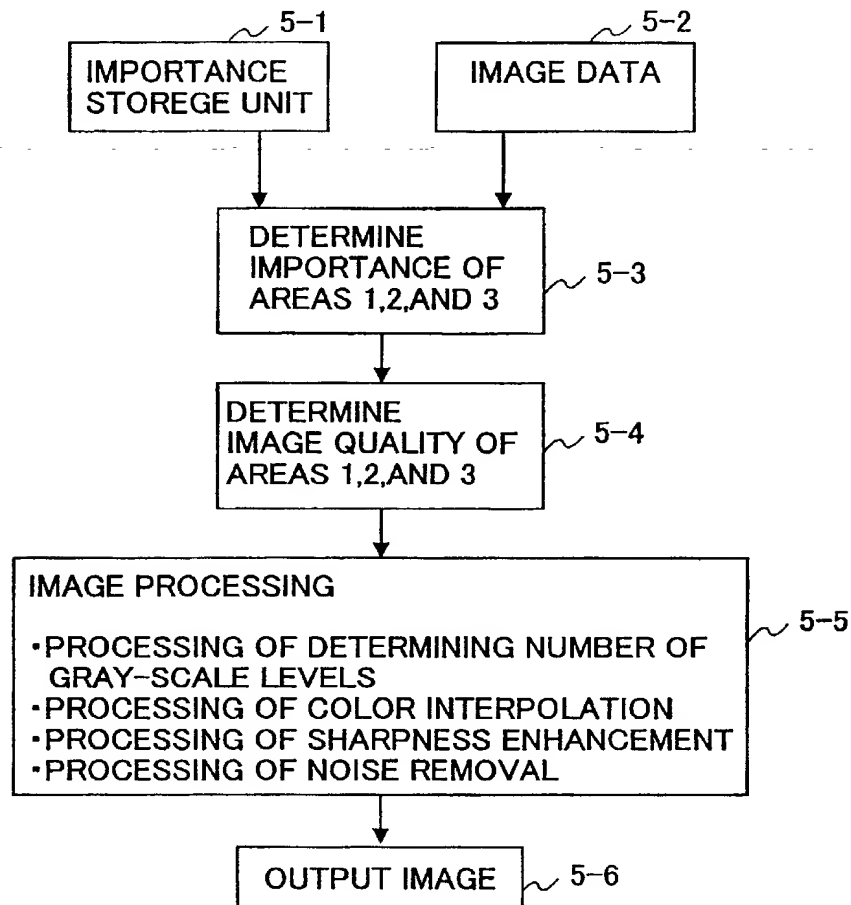 5-1
5-2
IMPORTANCE
STOREGE UNIT
IMAGE DATA
DETERMINE
IMPORTANCE OF
AREAS 1,2,AND 3
5-3
DETERMINE
IMAGE QUALITY OF
AREAS 1,2,AND 3
5-4
IMAGE PROCESSING
5-5
・PROCESSING OF DETERMINING NUMBER OF
GRAY-SCALE LEVELS
・PROCESSING OF COLOR INTERPOLATION
・PROCESSING OF SHARPNESS ENHANCEMENT
・PROCESSING OF NOISE REMOVAL
OUTPUT IMAGE
5-6